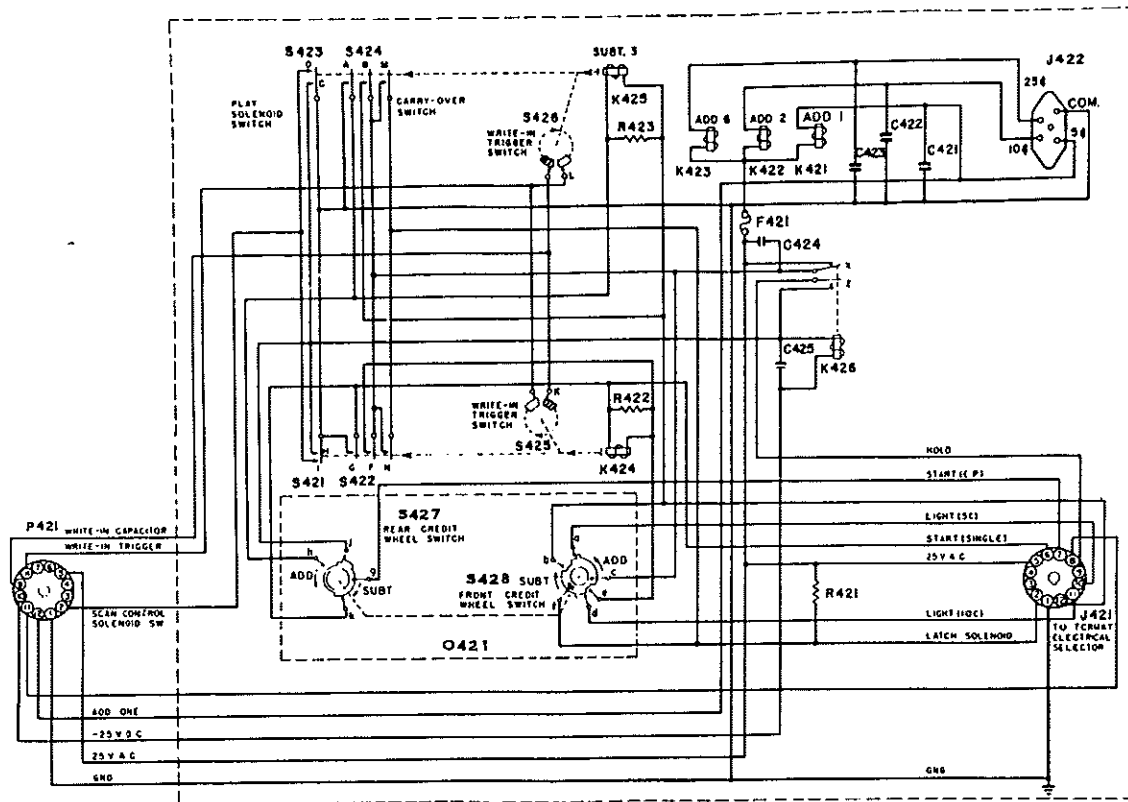 S423
S424
SUBT. 3
J422
25¢
COM.
5¢
10¢
O
C
A
B
M
PLAY
SOLENOID
SWITCH
CARRY-OVER
SWITCH
S426
WRITE-IN
TRIGGER
SWITCH
L
K425
R423
ADD 6
ADD 2
ADD 1
K423
K422
K421
C423
C422
C421
F421
C424
X
Z
C425
K426
WRITE-IN
TRIGGER
SWITCH
K
S425
R422
K424
G
F
N
S421
S422
HOLD
START (E.P.)
LIGHT (5C)
START (SINGLE)
25 V A C
LIGHT (10C)
LATCH SOLENOID
J421
TO TORMAT
ELECTRICAL
SELECTOR
P421
WRITE-IN CAPACITOR
WRITE-IN TRIGGER
SCAN CONTROL
SOLENOID SW
S427
REAR CREDIT
WHEEL SWITCH
h
j
g
k
ADD
SUBT
S428
FRONT CREDIT
WHEEL SWITCH
a
b
c
d
e
f
SUBT
ADD
O421
R421
ADD ONE
-25 V D C
25 V A C
GND
GND